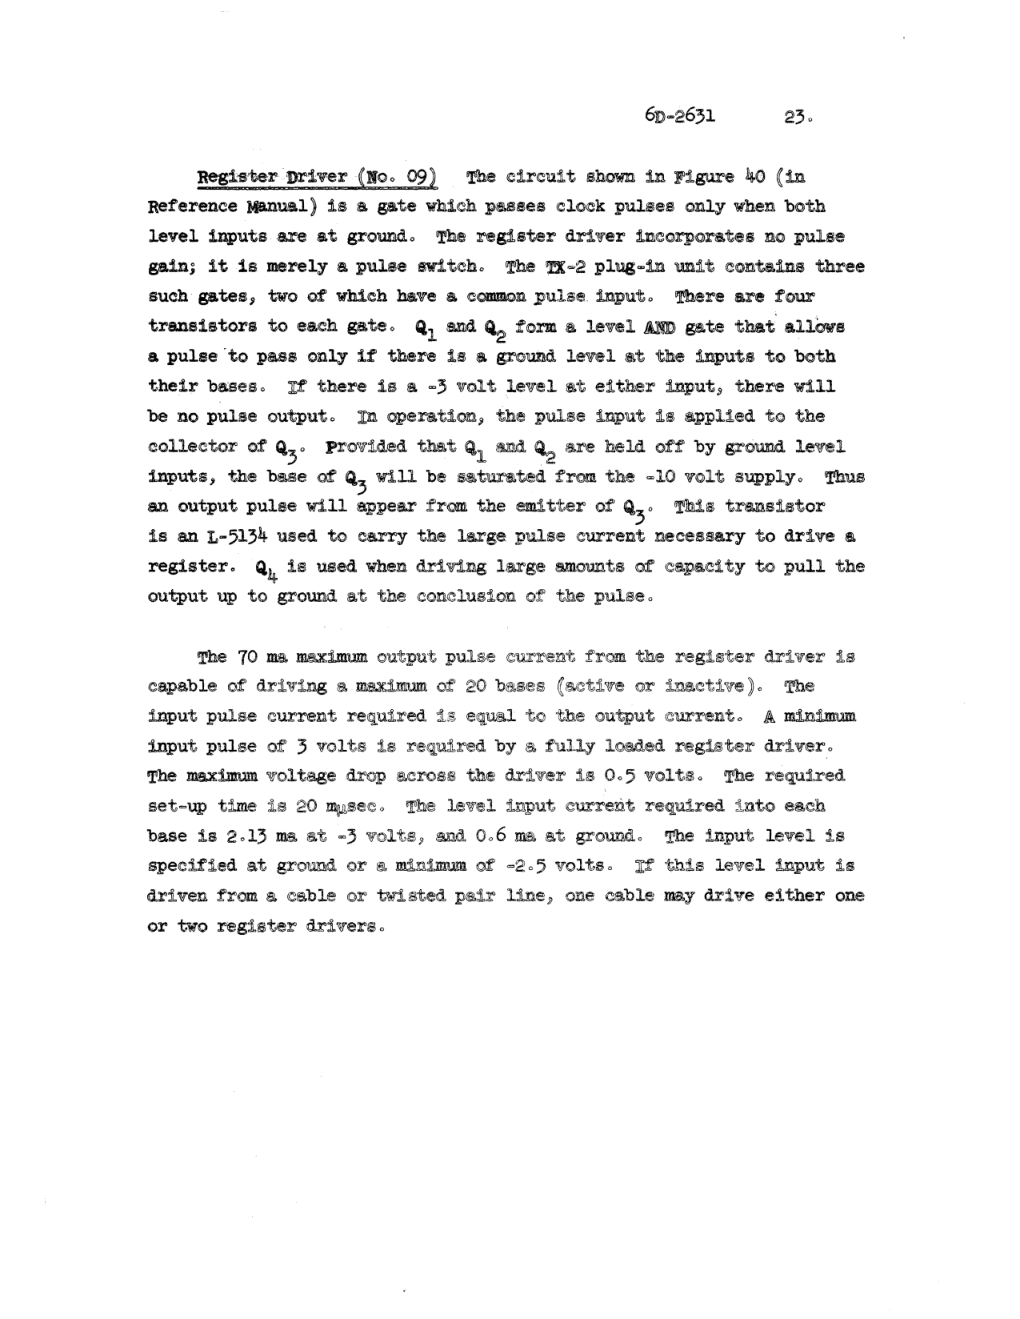 6D-2631 23.
Register Driver (No. 09) The circuit shown in Figure 40 (in
Reference Manual) is a gate which passes clock pulses only when both
level inputs are at ground. The register driver incorporates no pulse
gain; it is merely a pulse switch. The TX-2 plug-in unit contains three
such gates, two of which have a common pulse input. There are four
transistors to each gate. Q1 and Q2 form a level AND gate that allows
a pulse to pass only if there is a ground level at the inputs to both
their bases. If there is a -3 volt level at either input, there will
be no pulse output. In operation, the pulse input is applied to the
collector of Q3. Provided that Q1 and Q2 are held off by ground level
inputs, the base of Q3 will be saturated from the -10 volt supply. Thus
an output pulse will appear from the emitter of Q3. This transistor
is an L-5134 used to carry the large pulse current necessary to drive a
register. Q4 is used when driving large amounts of capacity to pull the
output up to ground at the conclusion of the pulse.
The 70 ma maximum output pulse current from the register driver is
capable of driving a maximum of 20 bases (active or inactive). The
input pulse current required is equal to the output current. A minimum
input pulse of 3 volts is required by a fully loaded register driver.
The maximum voltage drop across the driver is 0.5 volts. The required
set-up time is 20 mμsec. The level input current required into each
base is 2.13 ma at -3 volts, and 0.6 ma at ground. The input level is
specified at ground or a minimum of -2.5 volts. If this level input is
driven from a cable or twisted pair line, one cable may drive either one
or two register drivers.